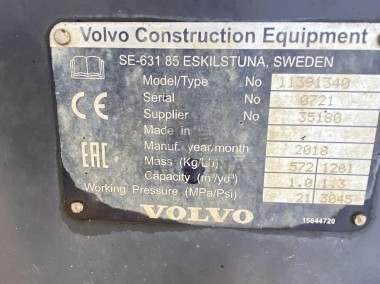 Volvo Construction Equipment
SE-631 85 ESKILSTUNA, SWEDEN
Model/Type No 11391340
Serial No 0721
Supplier No 35180
Made in
Manuf. year,month 2018
Mass (Kg/Lb) 572 1261
Capacity (m³/yd³) 1.0 1.3
Working Pressure (MPa/Psi) 21 3045
CE
EAC
VOLVO
15644720